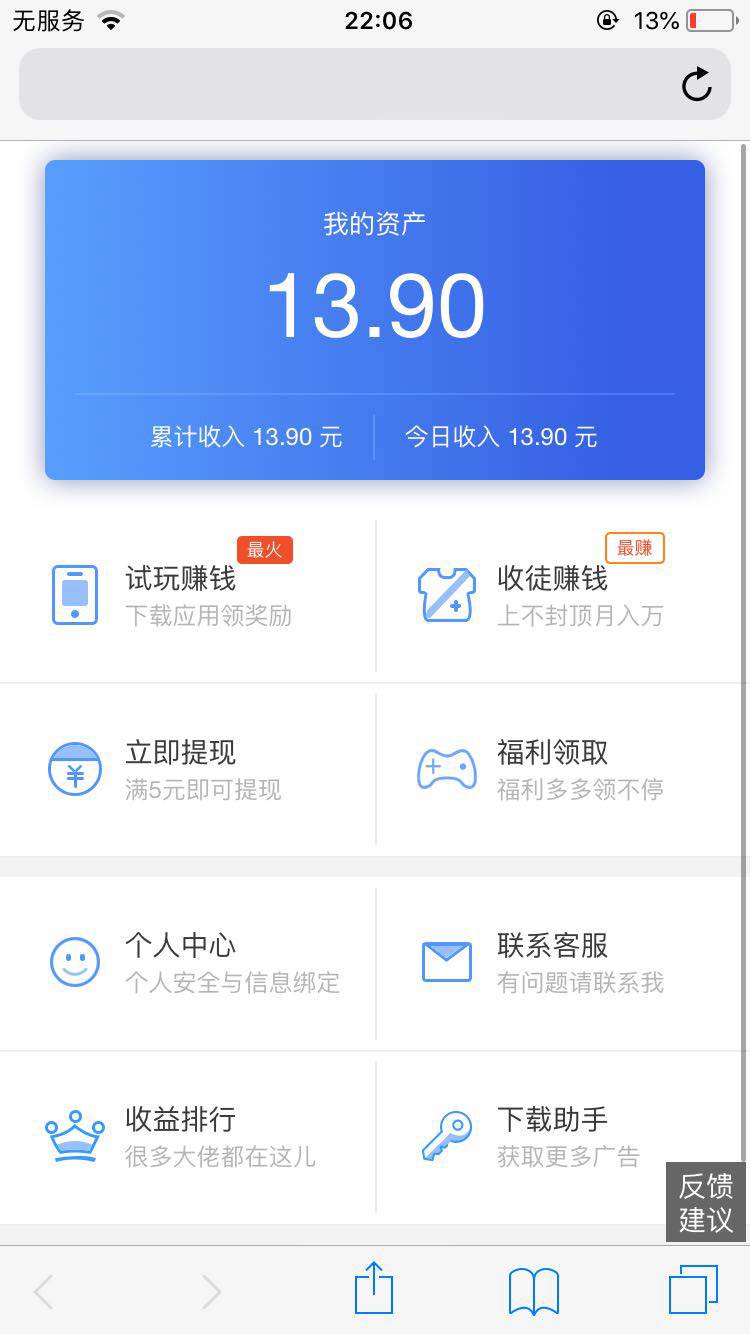 无服务 22:06 13%
我的资产
13.90
累计收入 13.90 元 今日收入 13.90 元
最火 最赚
试玩赚钱 收徒赚钱
下载应用领奖励 上不封顶月入万
立即提现 福利领取
满5元即可提现 福利多多领不停
个人中心 联系客服
个人安全与信息绑定 有问题请联系我
收益排行 下载助手
很多大佬都在这儿 获取更多广告
反馈
建议